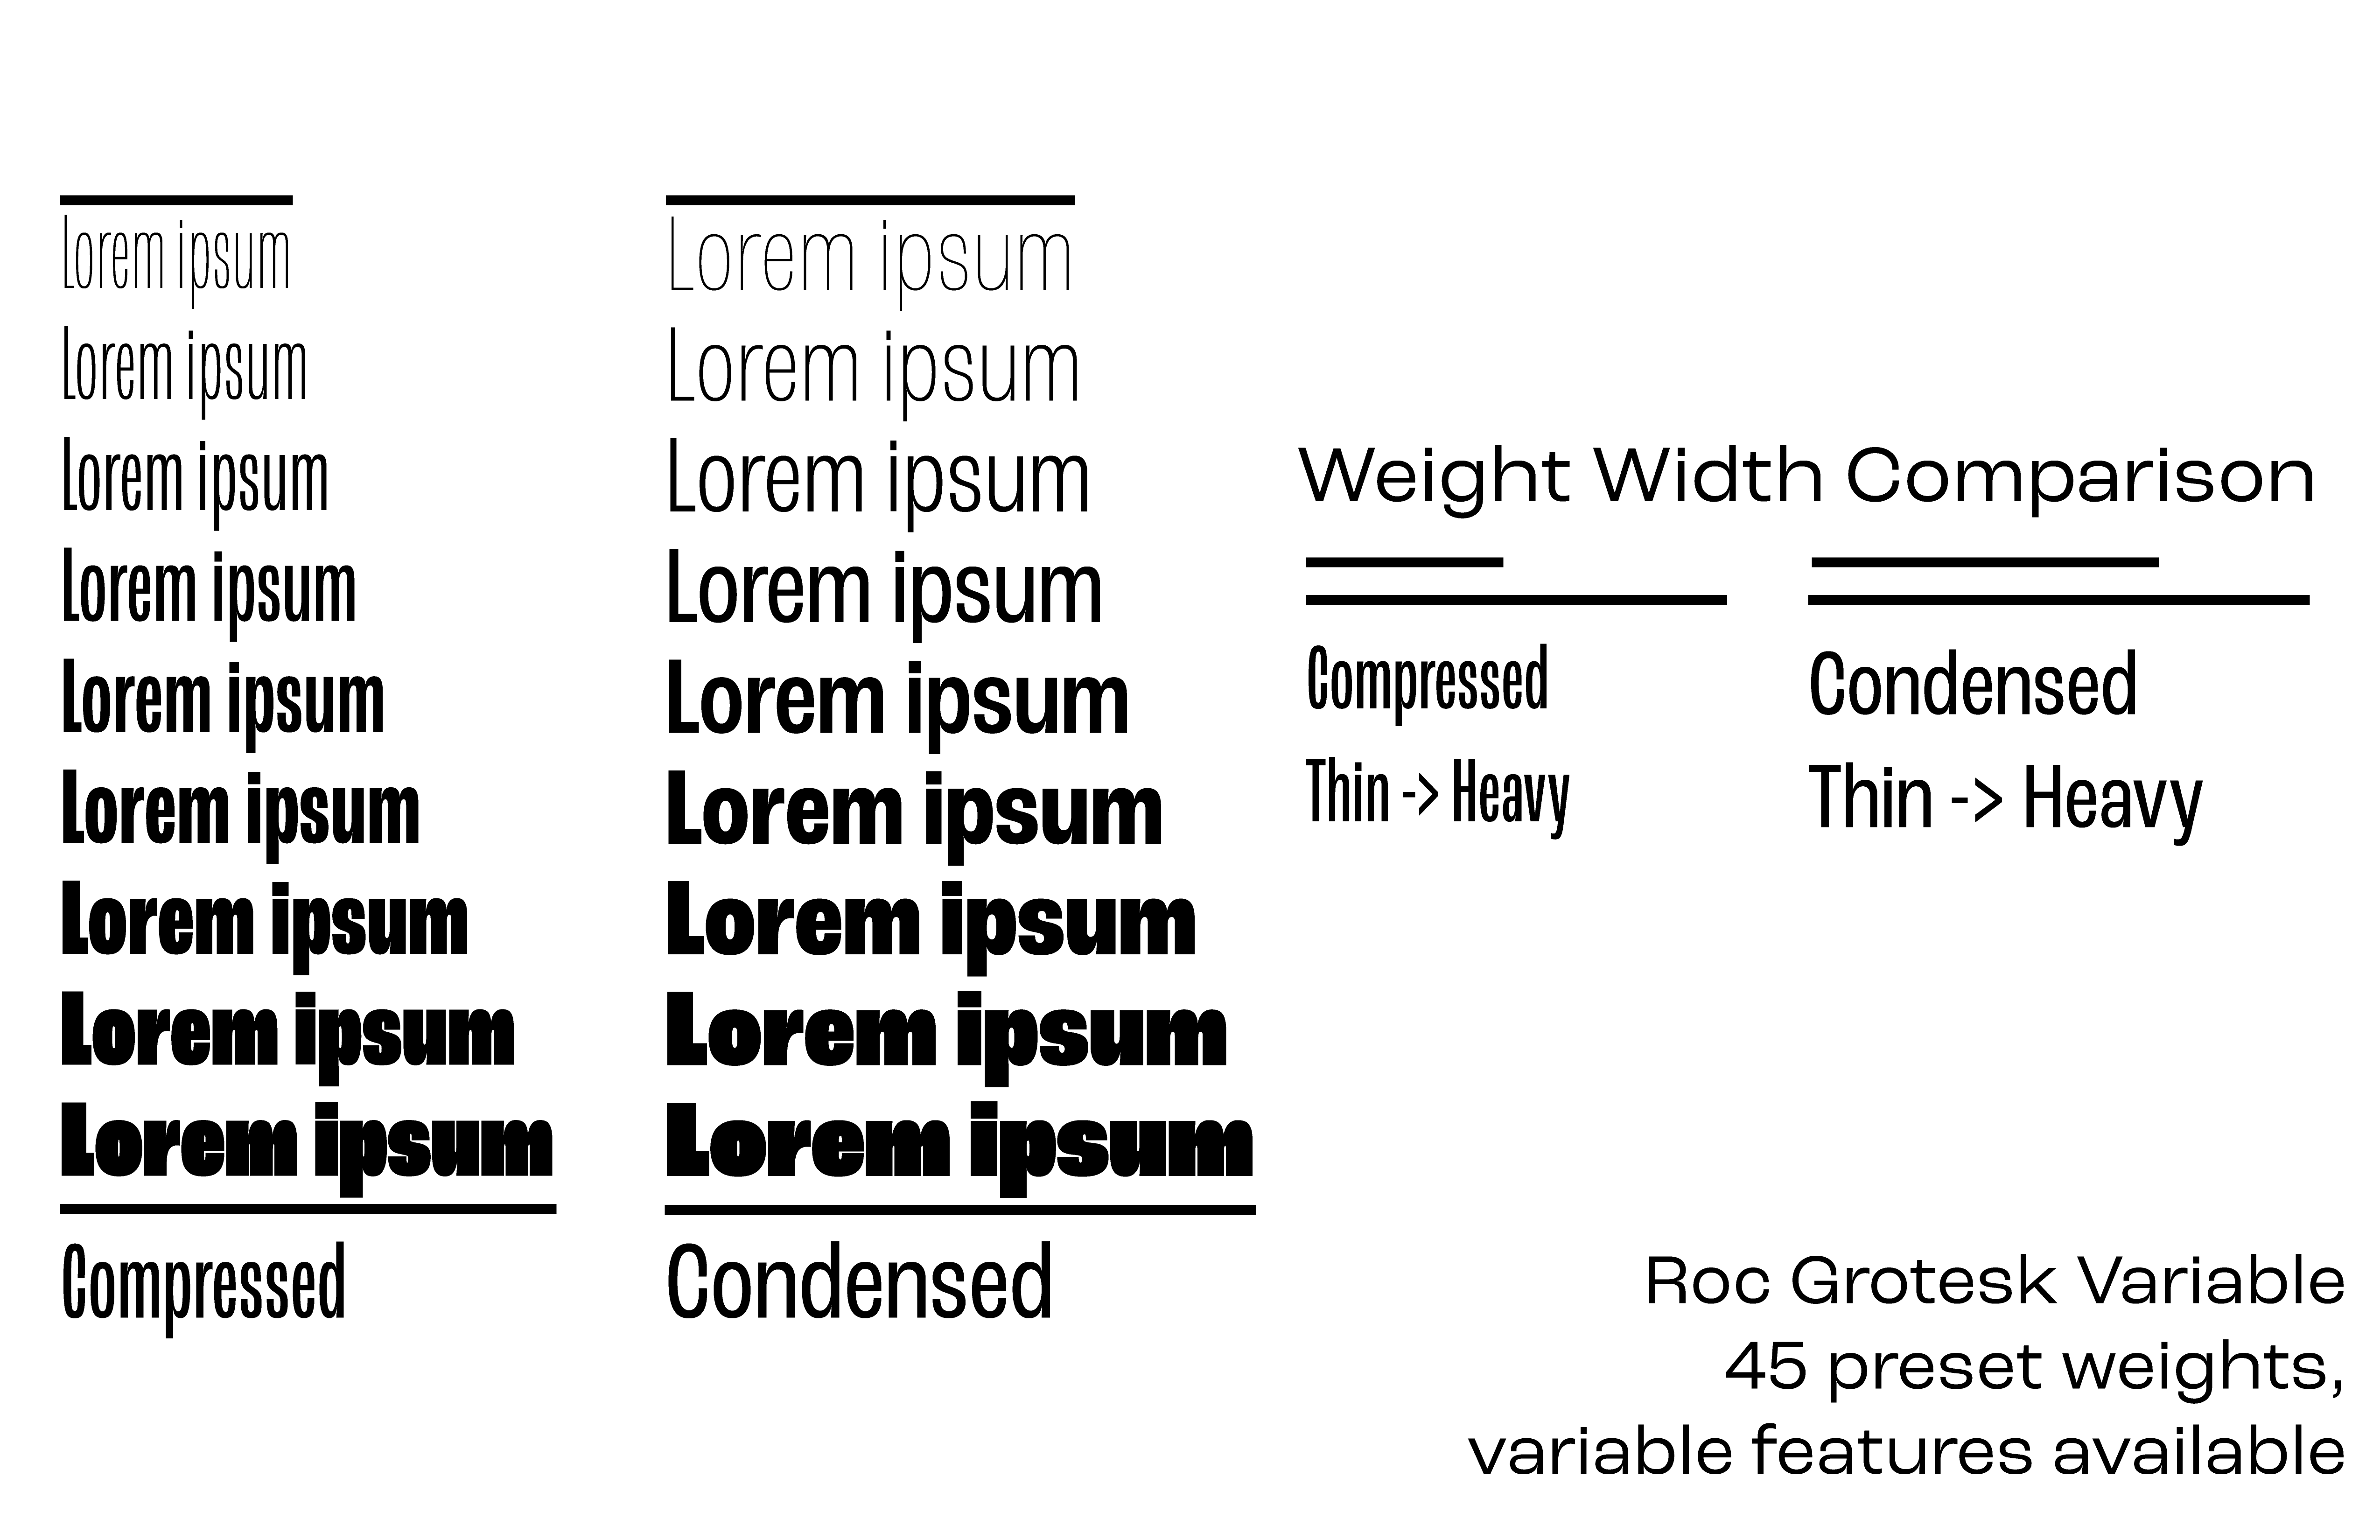 Lorem ipsum
Lorem ipsum
Lorem ipsum
Lorem ipsum
Lorem ipsum
Lorem ipsum
Lorem ipsum
Lorem ipsum
Lorem ipsum
Compressed
Lorem ipsum
Lorem ipsum
Lorem ipsum
Lorem ipsum
Lorem ipsum
Lorem ipsum
Lorem ipsum
Lorem ipsum
Lorem ipsum
Condensed
Weight Width Comparison
Compressed
Thin -> Heavy
Condensed
Thin -> Heavy
Roc Grotesk Variable
45 preset weights,
variable features available